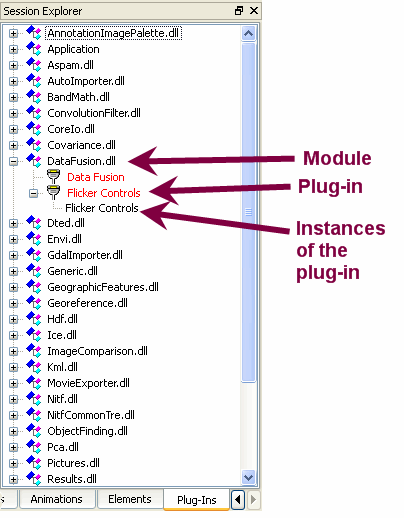 Session Explorer
AnnotationImagePalette.dll
Application
Aspam.dll
AutoImporter.dll
BandMath.dll
ConvolutionFilter.dll
CoreIo.dll
Covariance.dll
DataFusion.dll
Module
Data Fusion
Flicker Controls
Plug-in
Flicker Controls
Instances
of the
plug-in
Dted.dll
Envi.dll
GdalImporter.dll
Generic.dll
GeographicFeatures.dll
Georeference.dll
Hdf.dll
Ice.dll
ImageComparison.dll
Kml.dll
MovieExporter.dll
Nitf.dll
NitfCommonTre.dll
ObjectFinding.dll
Pca.dll
Pictures.dll
Results.dll
s Animations Elements Plug-Ins